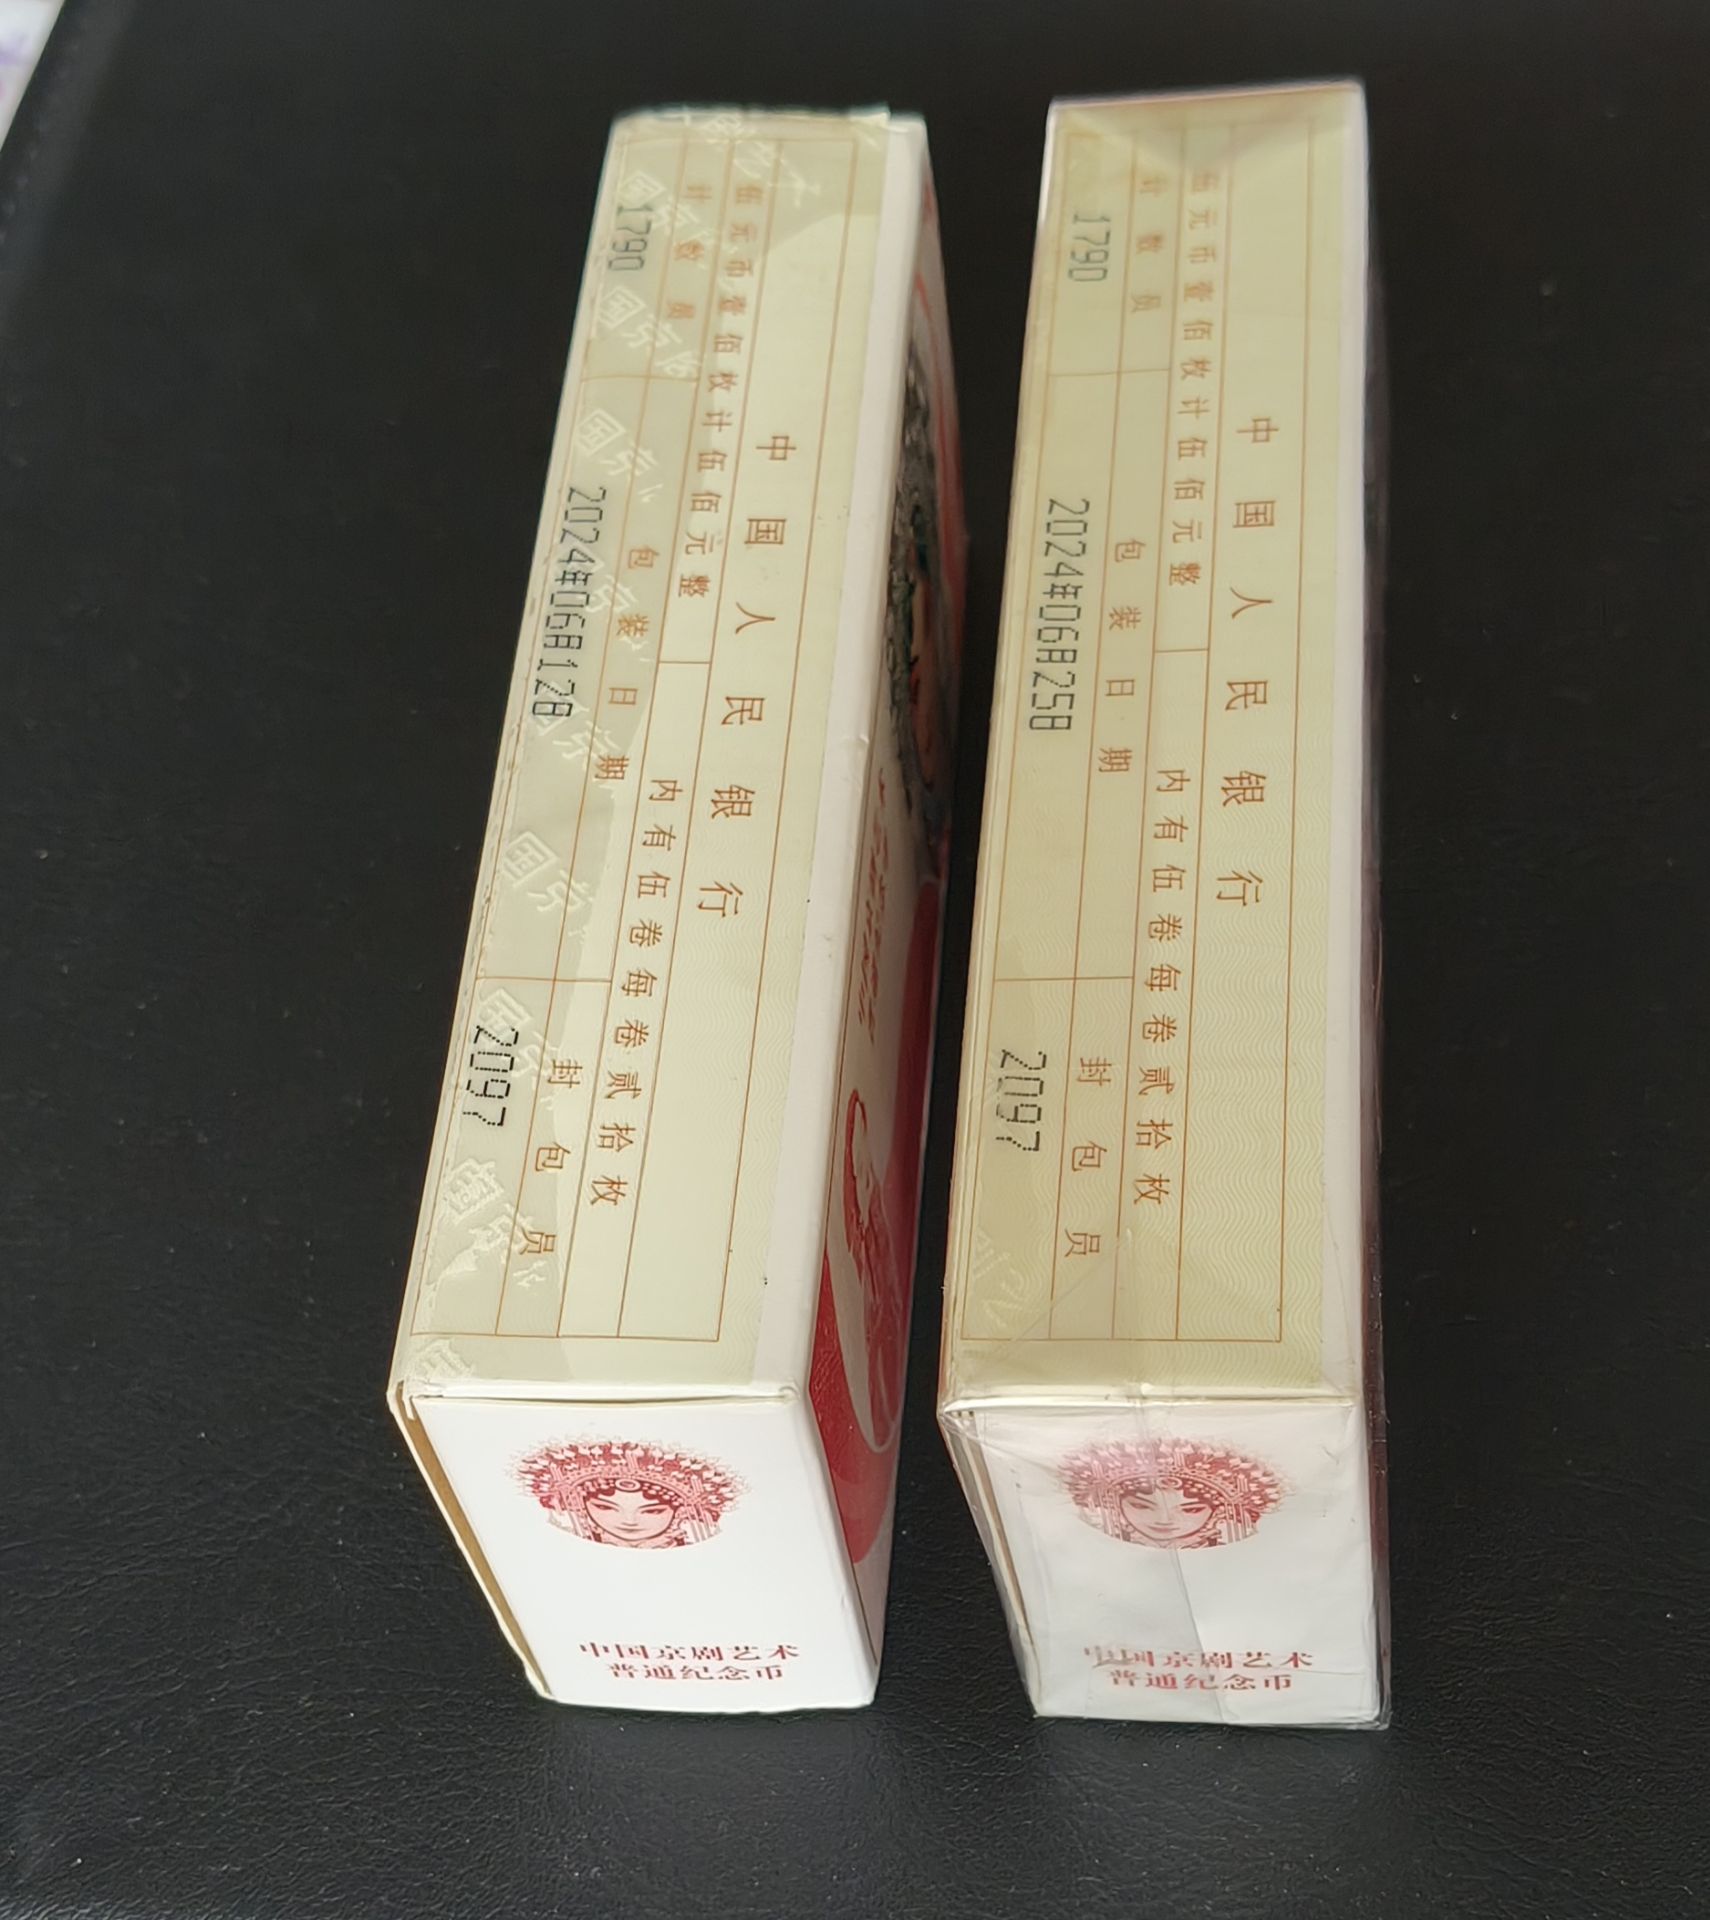 中国人民银行
伍元币壹佰枚计伍佰元整
内有伍卷每卷贰拾枚
计数员
包装日期
封包员
1790
2024年06月12日
2097
中国京剧艺术
普通纪念币
中国人民银行
伍元币壹佰枚计伍佰元整
内有伍卷每卷贰拾枚
计数员
包装日期
封包员
1790
2024年06月25日
2097
中国京剧艺术
普通纪念币